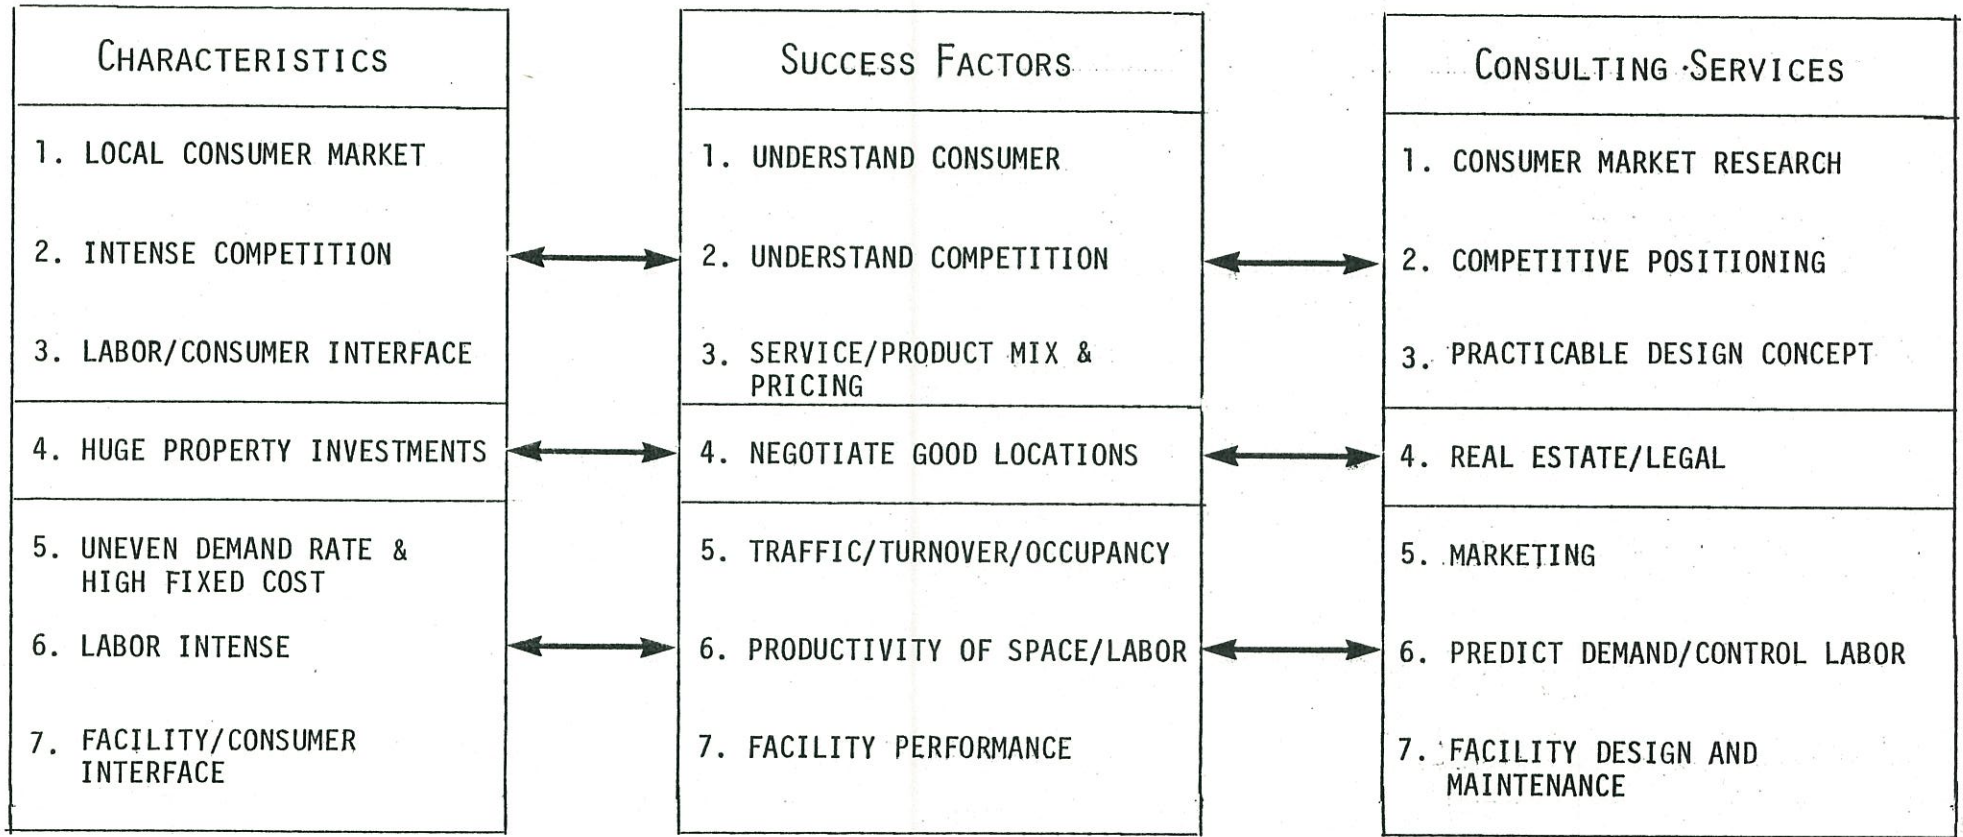 CHARACTERISTICS
1. LOCAL CONSUMER MARKET
2. INTENSE COMPETITION
3. LABOR/CONSUMER INTERFACE
4. HUGE PROPERTY INVESTMENTS
5. UNEVEN DEMAND RATE &
HIGH FIXED COST
6. LABOR INTENSE
7. FACILITY/CONSUMER
INTERFACE
SUCCESS FACTORS
1. UNDERSTAND CONSUMER
2. UNDERSTAND COMPETITION
3. SERVICE/PRODUCT MIX &
PRICING
4. NEGOTIATE GOOD LOCATIONS
5. TRAFFIC/TURNOVER/OCCUPANCY
6. PRODUCTIVITY OF SPACE/LABOR
7. FACILITY PERFORMANCE
CONSULTING SERVICES
1. CONSUMER MARKET RESEARCH
2. COMPETITIVE POSITIONING
3. PRACTICABLE DESIGN CONCEPT
4. REAL ESTATE/LEGAL
5. MARKETING
6. PREDICT DEMAND/CONTROL LABOR
7. FACILITY DESIGN AND
MAINTENANCE